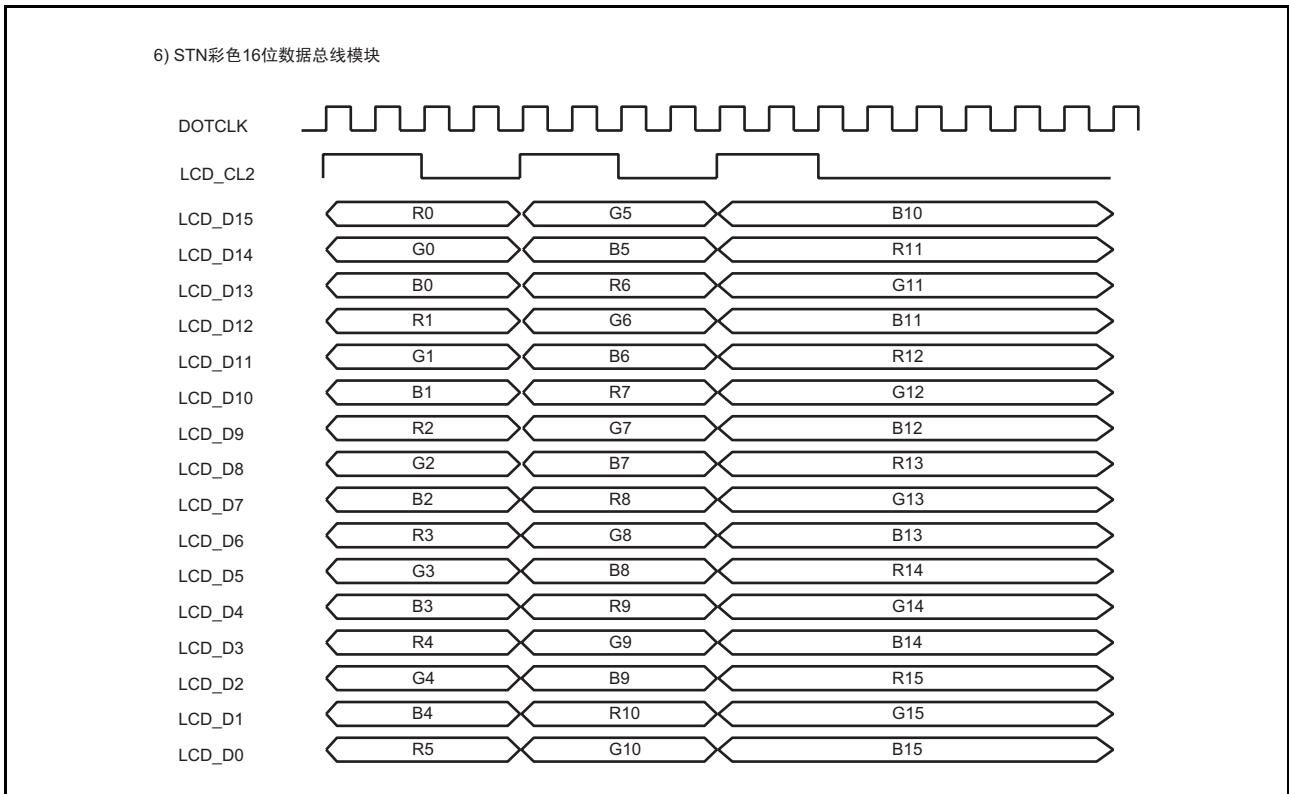 6) STN彩色16位数据总线模块
DOTCLK
LCD_CL2
LCD_D15 R0 G5 B10
LCD_D14 G0 B5 R11
LCD_D13 B0 R6 G11
LCD_D12 R1 G6 B11
LCD_D11 G1 B6 R12
LCD_D10 B1 R7 G12
LCD_D9 R2 G7 B12
LCD_D8 G2 B7 R13
LCD_D7 B2 R8 G13
LCD_D6 R3 G8 B13
LCD_D5 G3 B8 R14
LCD_D4 B3 R9 G14
LCD_D3 R4 G9 B14
LCD_D2 G4 B9 R15
LCD_D1 B4 R10 G15
LCD_D0 R5 G10 B15